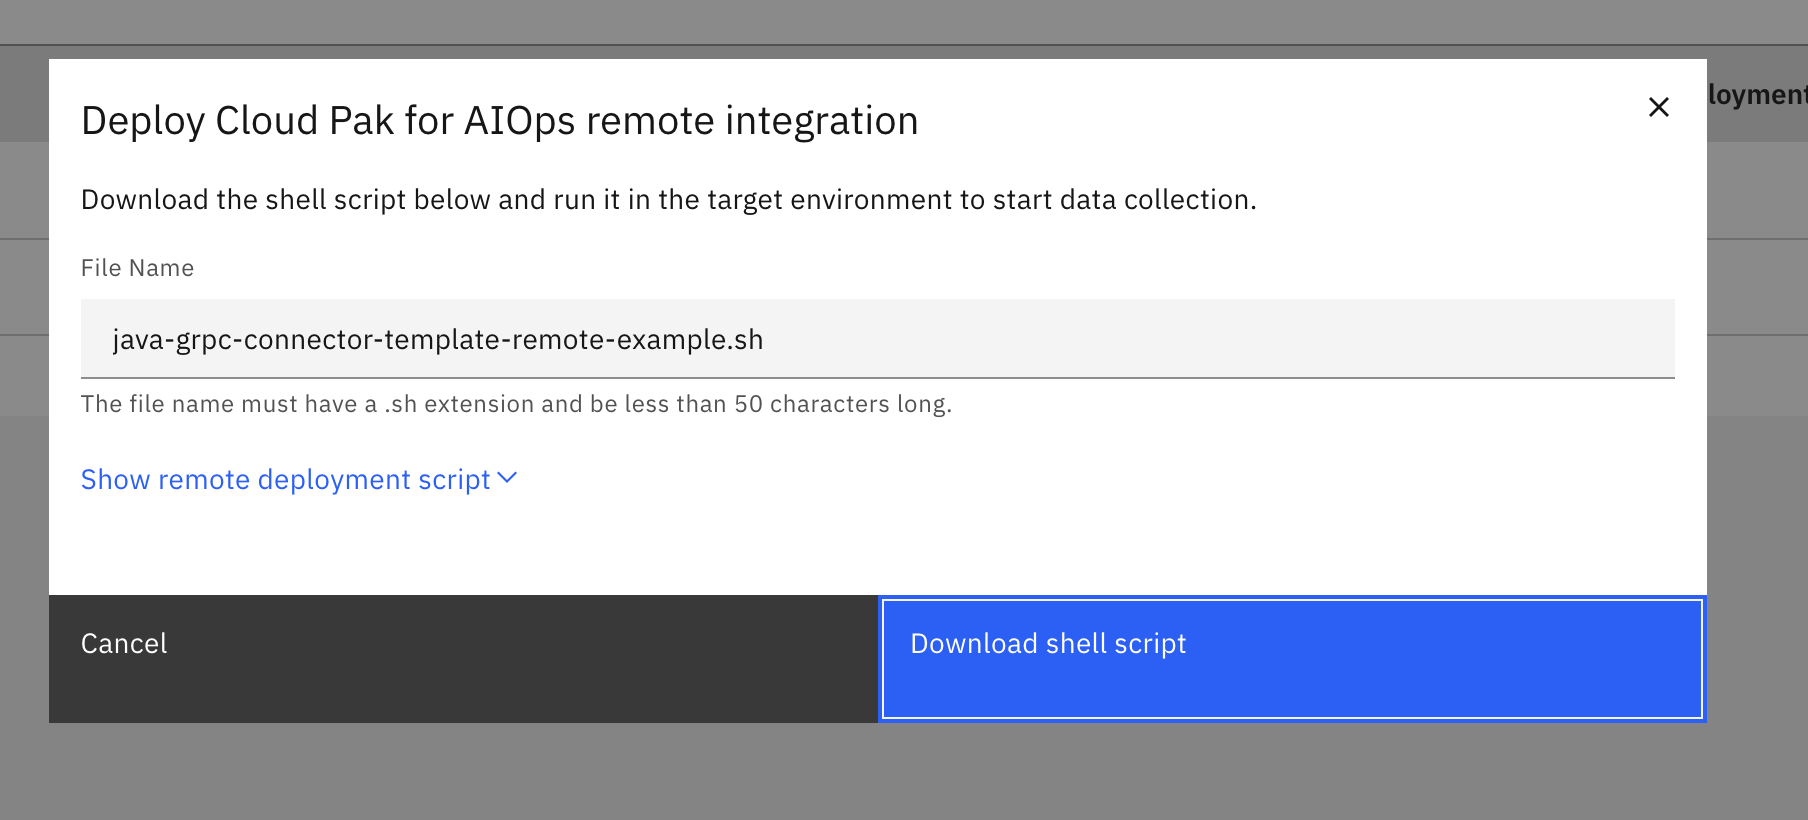 loyment
Deploy Cloud Pak for AIOps remote integration
Download the shell script below and run it in the target environment to start data collection.
File Name
java-grpc-connector-template-remote-example.sh
The file name must have a .sh extension and be less than 50 characters long.
Show remote deployment script
Cancel
Download shell script